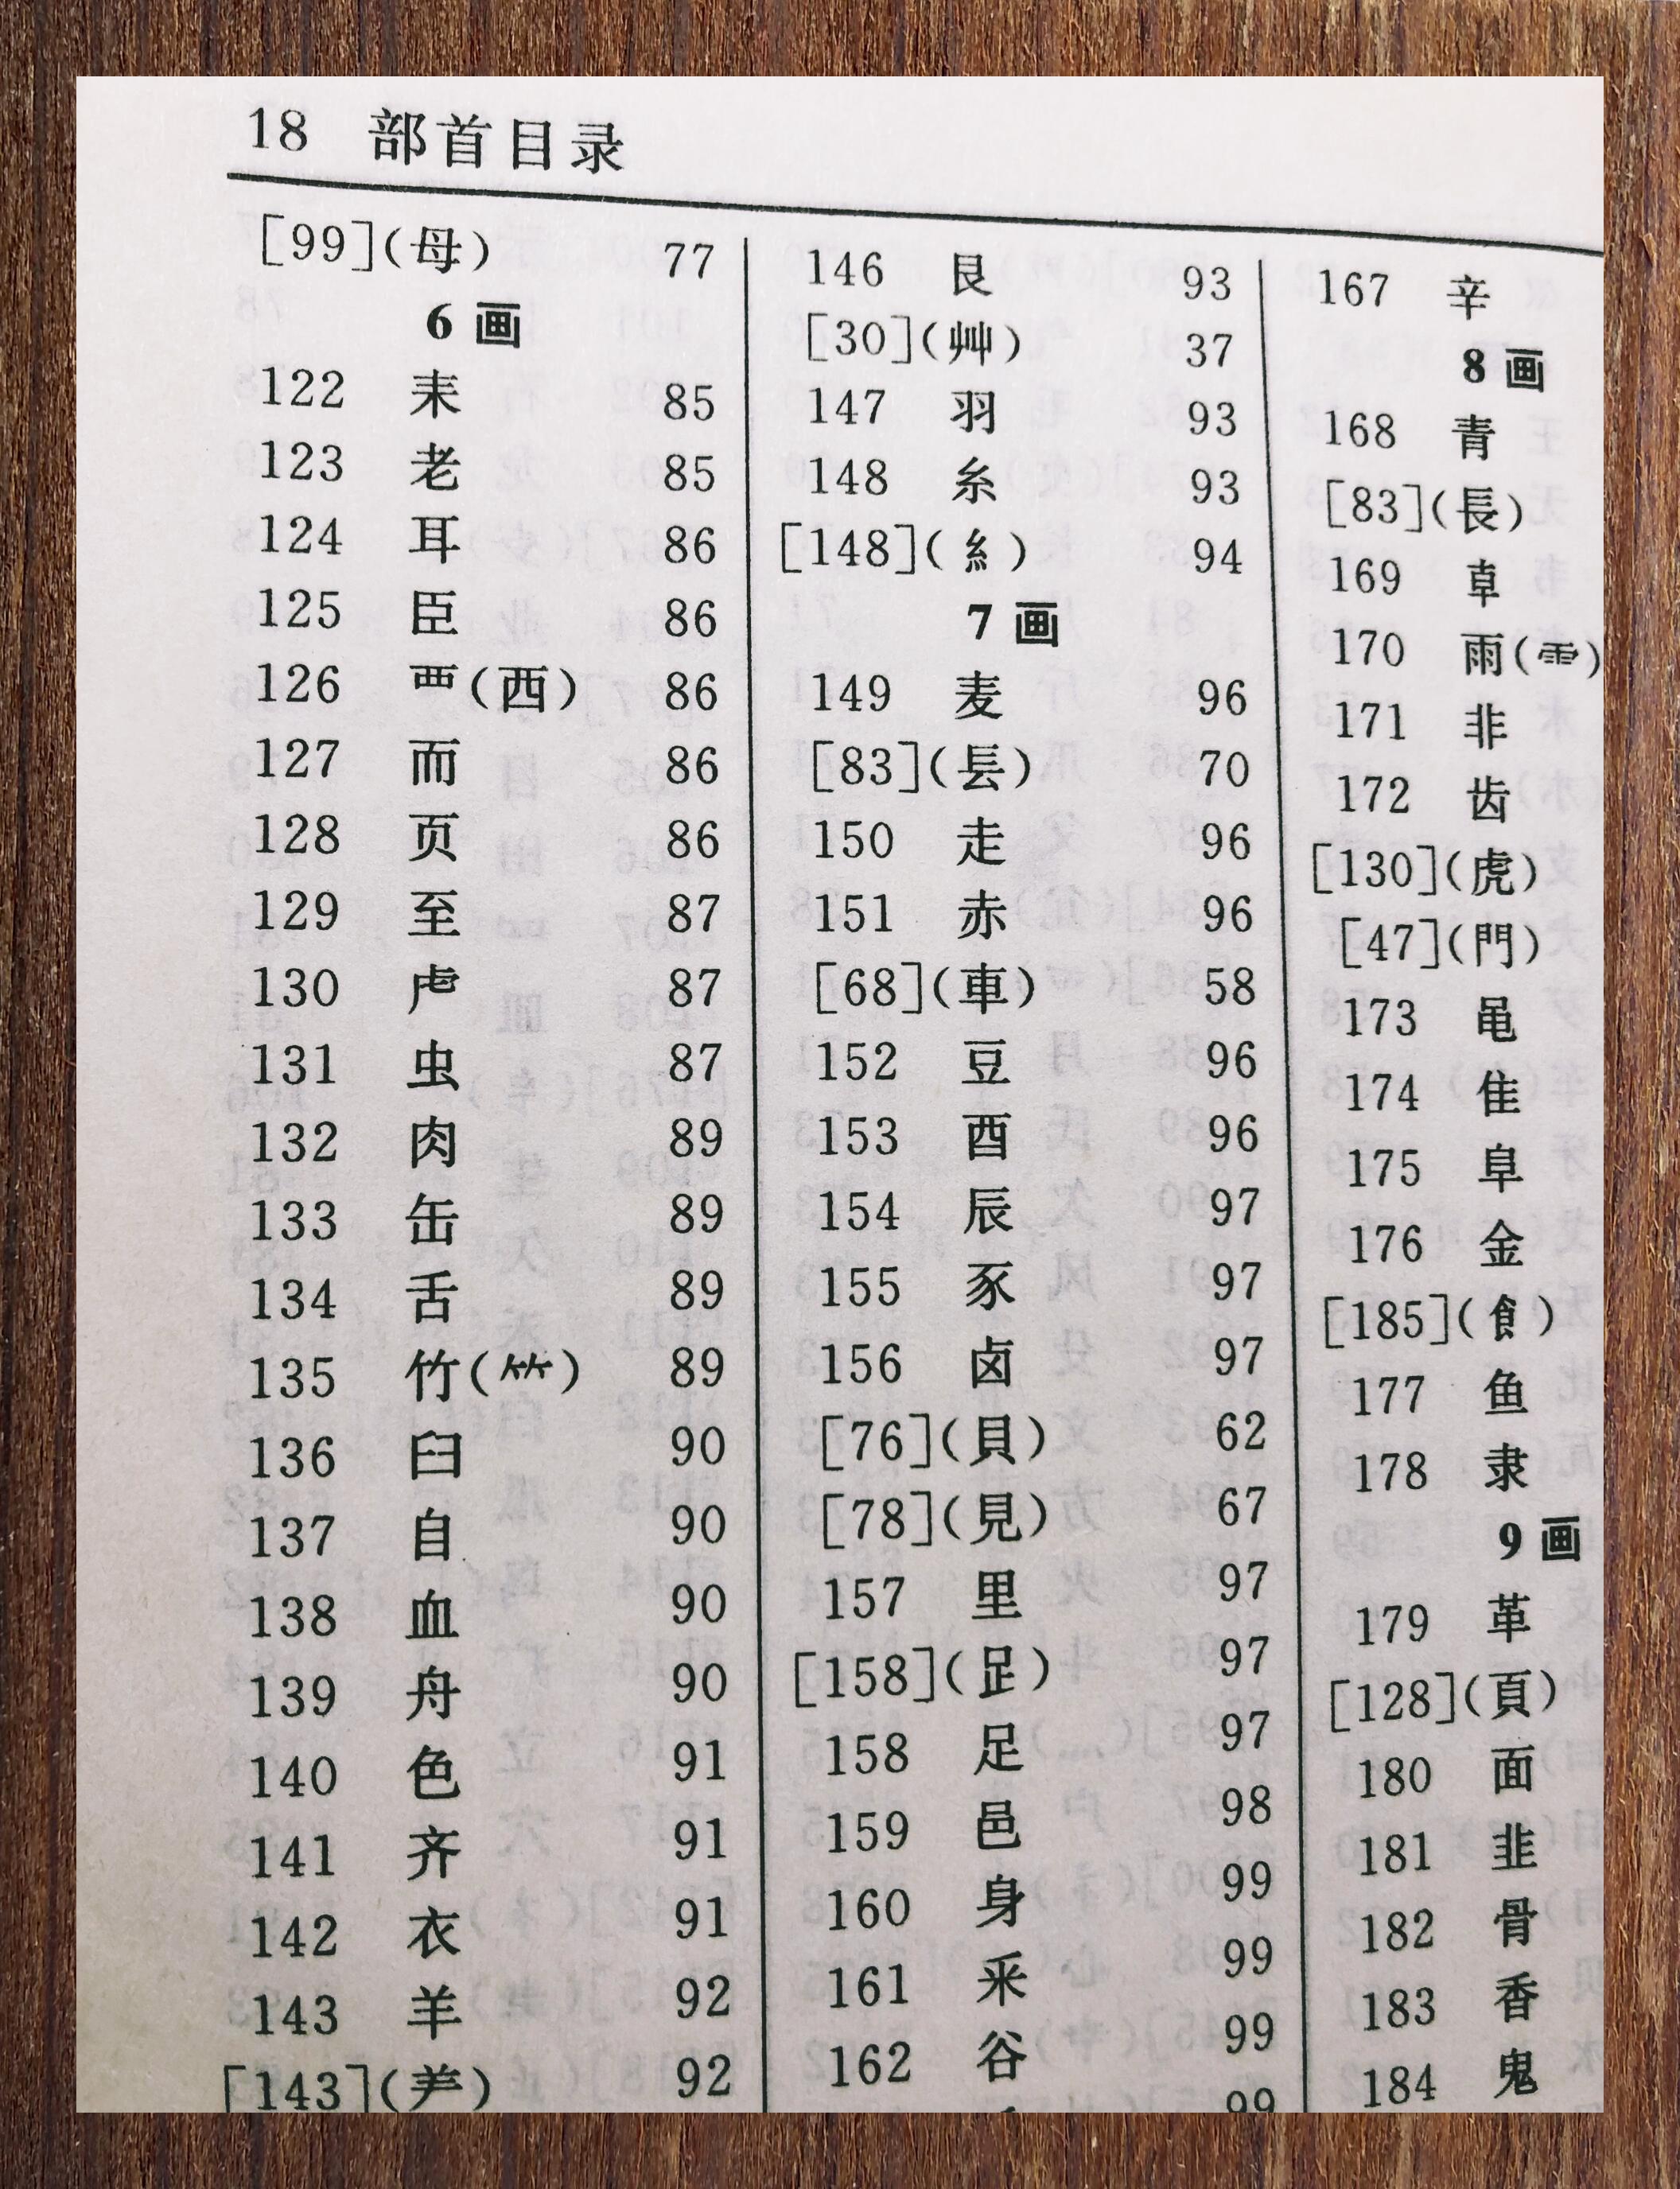 18 部首目录
[99](母) 77
6 画
122 耒 85
123 老 85
124 耳 86
125 臣 86
126 覀(西) 86
127 而 86
128 页 86
129 至 87
130 虍 87
131 虫 87
132 肉 89
133 缶 89
134 舌 89
135 竹(⺮) 89
136 臼 90
137 自 90
138 血 90
139 舟 90
140 色 91
141 齐 91
142 衣 91
143 羊 92
[143](⺶) 92
146 艮 93
[30](艸) 37
147 羽 93
148 糸 93
[148](糹) 94
7 画
149 麦 96
[83](镸) 70
150 走 96
151 赤 96
[68](車) 58
152 豆 96
153 酉 96
154 辰 97
155 豕 97
156 卤 97
[76](貝) 62
[78](見) 67
157 里 97
[158](⻊) 97
158 足 97
159 邑 98
160 身 99
161 釆 99
162 谷 99
99
167 辛
8 画
168 青
[83](長)
169 卓
170 雨(⻗)
171 非
172 齿
[130](虎)
[47](門)
173 黾
174 隹
175 阜
176 金
[185](飠)
177 鱼
178 隶
9 画
179 革
[128](頁)
180 面
181 韭
182 骨
183 香
184 鬼